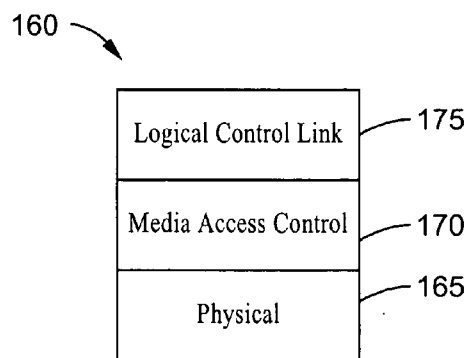 160
Logical Control Link
175
Media Access Control
170
165
Physical